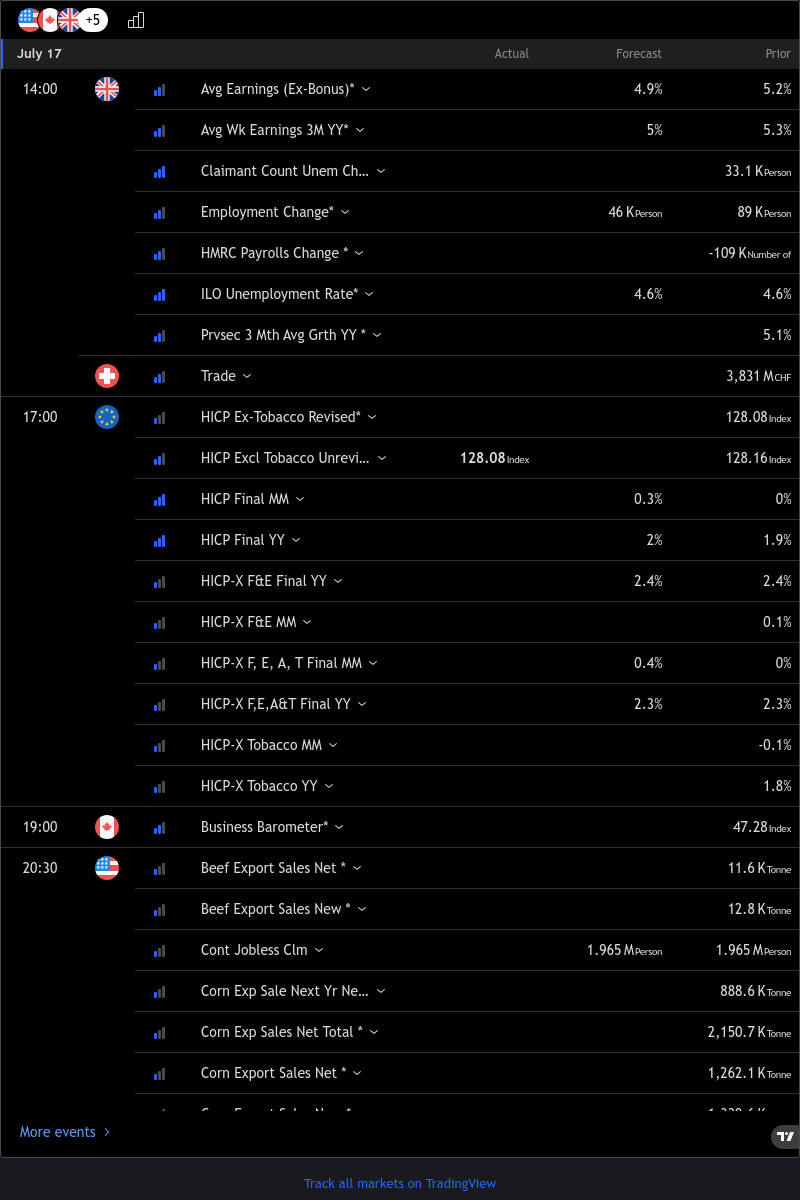 +5
July 17 Actual Forecast Prior
14:00 Avg Earnings (Ex-Bonus)* 4.9% 5.2%
Avg Wk Earnings 3M YY* 5% 5.3%
Claimant Count Unem Ch... 33.1 K Person
Employment Change* 46 K Person 89 K Person
HMRC Payrolls Change * -109 K Number of
ILO Unemployment Rate* 4.6% 4.6%
Prvsec 3 Mth Avg Grth YY * 5.1%
Trade 3,831 M CHF
17:00 HICP Ex-Tobacco Revised* 128.08 Index
HICP Excl Tobacco Unrevi... 128.08 Index 128.16 Index
HICP Final MM 0.3% 0%
HICP Final YY 2% 1.9%
HICP-X F&E Final YY 2.4% 2.4%
HICP-X F&E MM 0.1%
HICP-X F, E, A, T Final MM 0.4% 0%
HICP-X F,E,A&T Final YY 2.3% 2.3%
HICP-X Tobacco MM -0.1%
HICP-X Tobacco YY 1.8%
19:00 Business Barometer* 47.28 Index
20:30 Beef Export Sales Net * 11.6 K Tonne
Beef Export Sales New * 12.8 K Tonne
Cont Jobless Clm 1.965 M Person 1.965 M Person
Corn Exp Sale Next Yr Ne... 888.6 K Tonne
Corn Exp Sales Net Total * 2,150.7 K Tonne
Corn Export Sales Net * 1,262.1 K Tonne
More events
Track all markets on TradingView